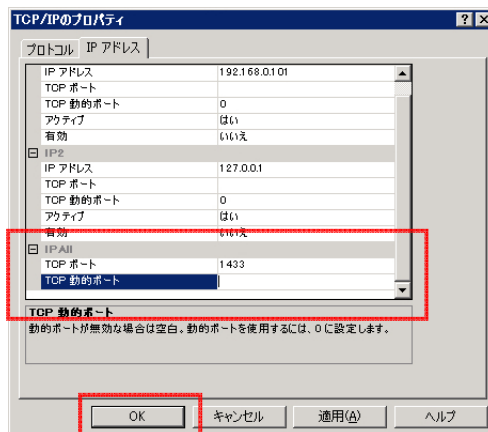 TCP/IPのプロパティ
プロトコル IP アドレス
IP アドレス 192.168.0.101
TCP ポート
TCP 動的ポート 0
アクティブ はい
有効 いいえ
IP2
IP アドレス 127.0.0.1
TCP ポート
TCP 動的ポート 0
アクティブ はい
有効 いいえ
IPAll
TCP ポート 1433
TCP 動的ポート
TCP 動的ポート
動的ポートが無効な場合は空白。動的ポートを使用するには、0 に設定します。
OK キャンセル 適用(A) ヘルプ